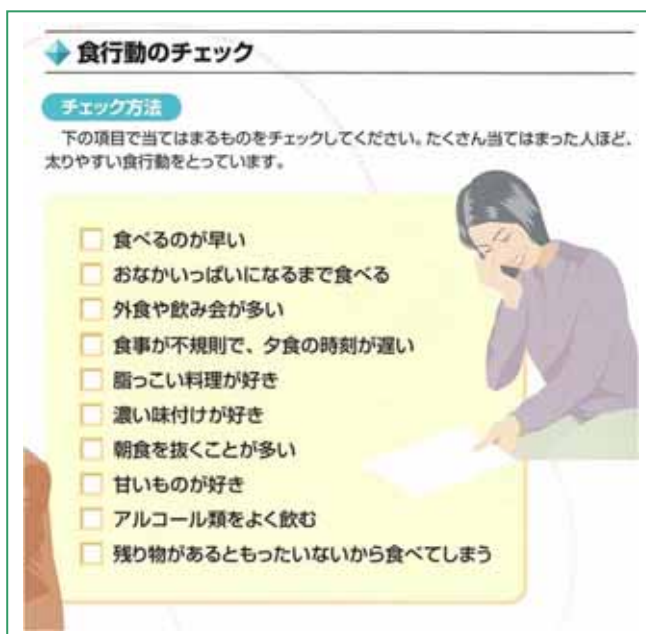 食行動のチェック
チェック方法
下の項目で当てはまるものをチェックしてください。たくさん当てはまった人ほど、
太りやすい食行動をとっています。
食べるのが早い
おなかいっぱいになるまで食べる
外食や飲み会が多い
食事が不規則で、夕食の時刻が遅い
脂っこい料理が好き
濃い味付けが好き
朝食を抜くことが多い
甘いものが好き
アルコール類をよく飲む
残り物があるともったいないから食べてしまう